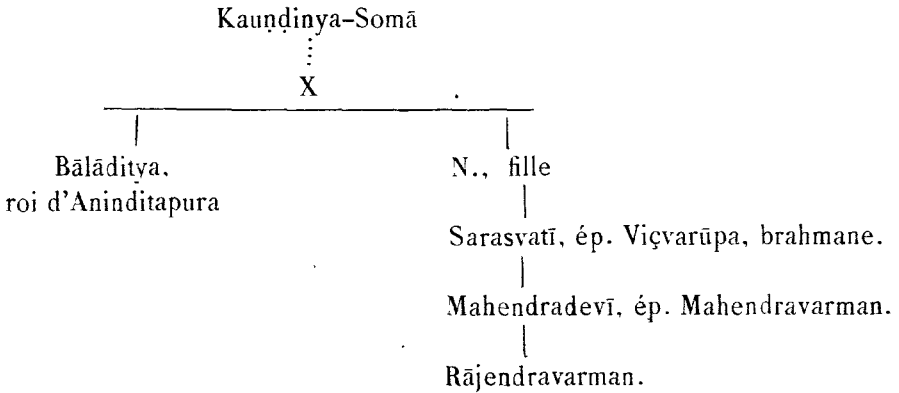 Kauṇḍinya-Somā
X
Bālāditya,
roi d'Aninditapura
N., fille
Sarasvatī, ép. Viçvarūpa, brahmane.
Mahendradevī, ép. Mahendravarman.
Rājendravarman.